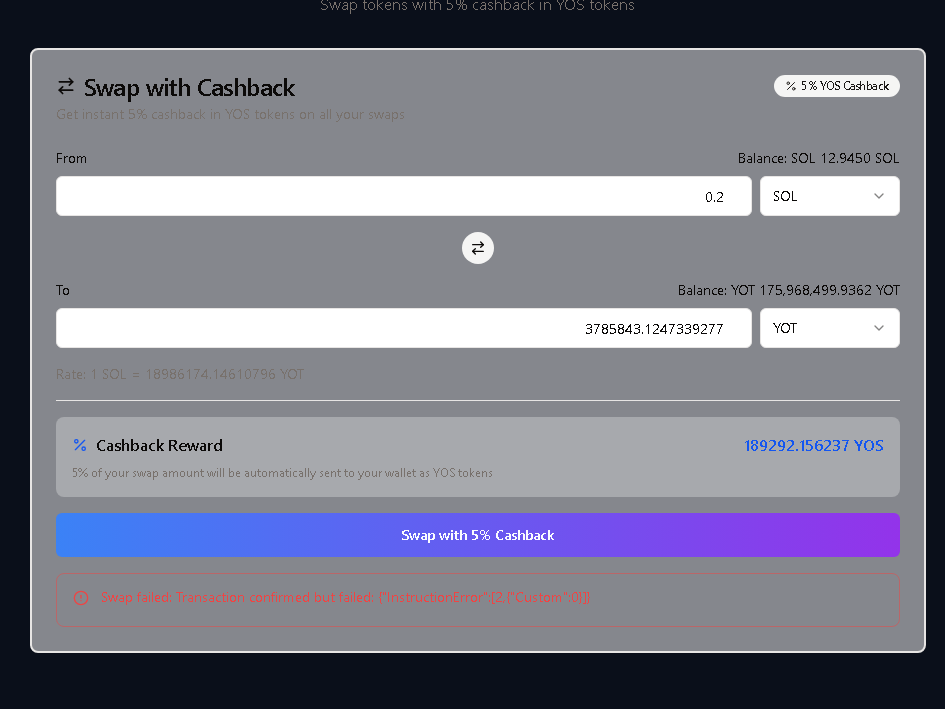 Swap tokens with 5% cashback in YOS tokens
Swap with Cashback
% 5% YOS Cashback
Get instant 5% cashback in YOS tokens on all your swaps
From
Balance: SOL 12.9450 SOL
0.2
SOL
To
Balance: YOT 175,968,499.9362 YOT
3785843.1247339277
YOT
Rate: 1 SOL = 18986174.14610796 YOT
% Cashback Reward
189292.156237 YOS
5% of your swap amount will be automatically sent to your wallet as YOS tokens
Swap with 5% Cashback
Swap failed: Transaction confirmed but failed: {"InstructionError":[2,{"Custom":0}]}